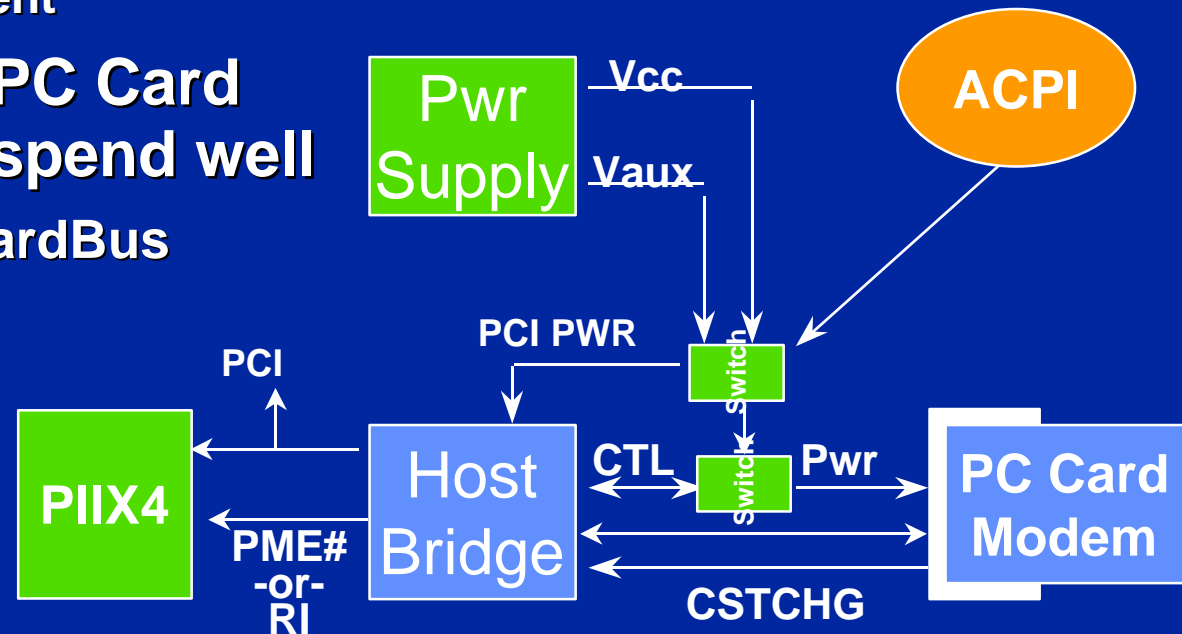 ent
PC Card
spend well
ardBus
Pwr
Supply
Vcc
Vaux
ACPI
PCI PWR
Switch
PCI
PIIX4
Host
Bridge
CTL
Switch
Pwr
PC Card
Modem
PME#
-or-
RI
CSTCHG